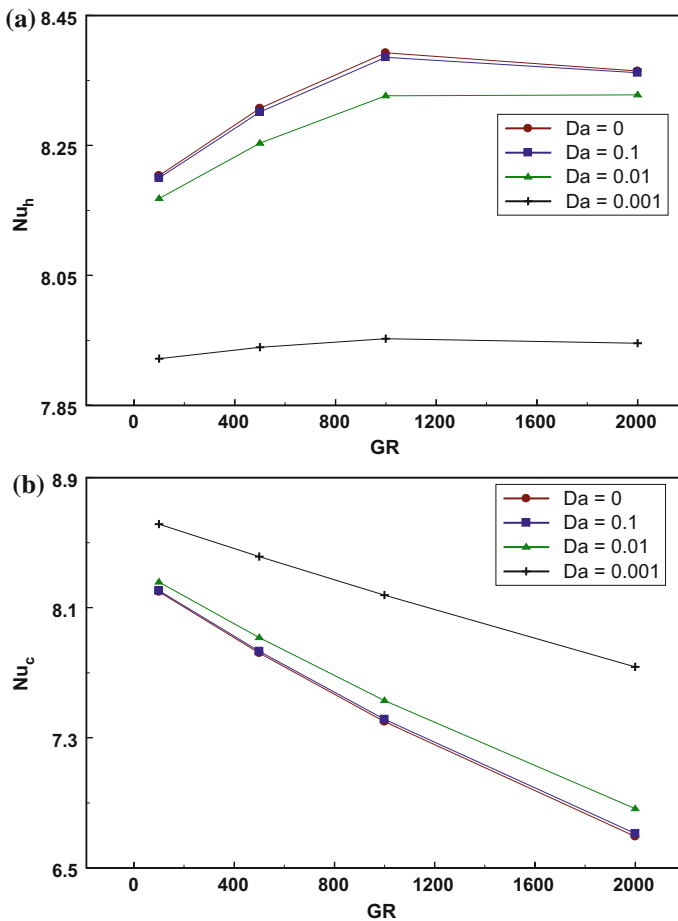 (a)
8.45
8.25
8.05
7.85
Nu_h
Da = 0
Da = 0.1
Da = 0.01
Da = 0.001
0 400 800 1200 1600 2000
GR
(b)
8.9
8.1
7.3
6.5
Nu_c
Da = 0
Da = 0.1
Da = 0.01
Da = 0.001
0 400 800 1200 1600 2000
GR